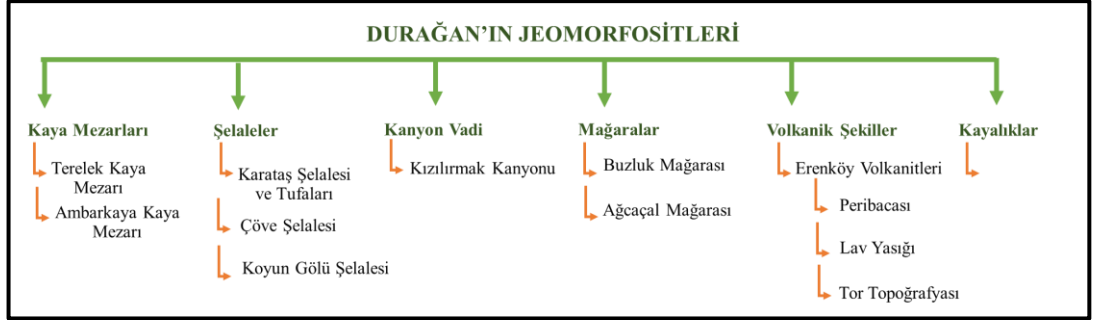 DURAĞAN’IN JEOMORFOSİTLERİ
Kaya Mezarları
Terelek Kaya
Mezarı
Ambarkaya Kaya
Mezarı
Şelaleler
Karataş Şelalesi
ve Tufaları
Çöve Şelalesi
Koyun Gölü Şelalesi
Kanyon Vadi
Kızılırmak Kanyonu
Mağaralar
Buzluk Mağarası
Ağcaçal Mağarası
Volkanik Şekiller
Erenköy Volkanitleri
Peribacası
Lav Yasığı
Tor Topoğrafyası
Kayalıklar